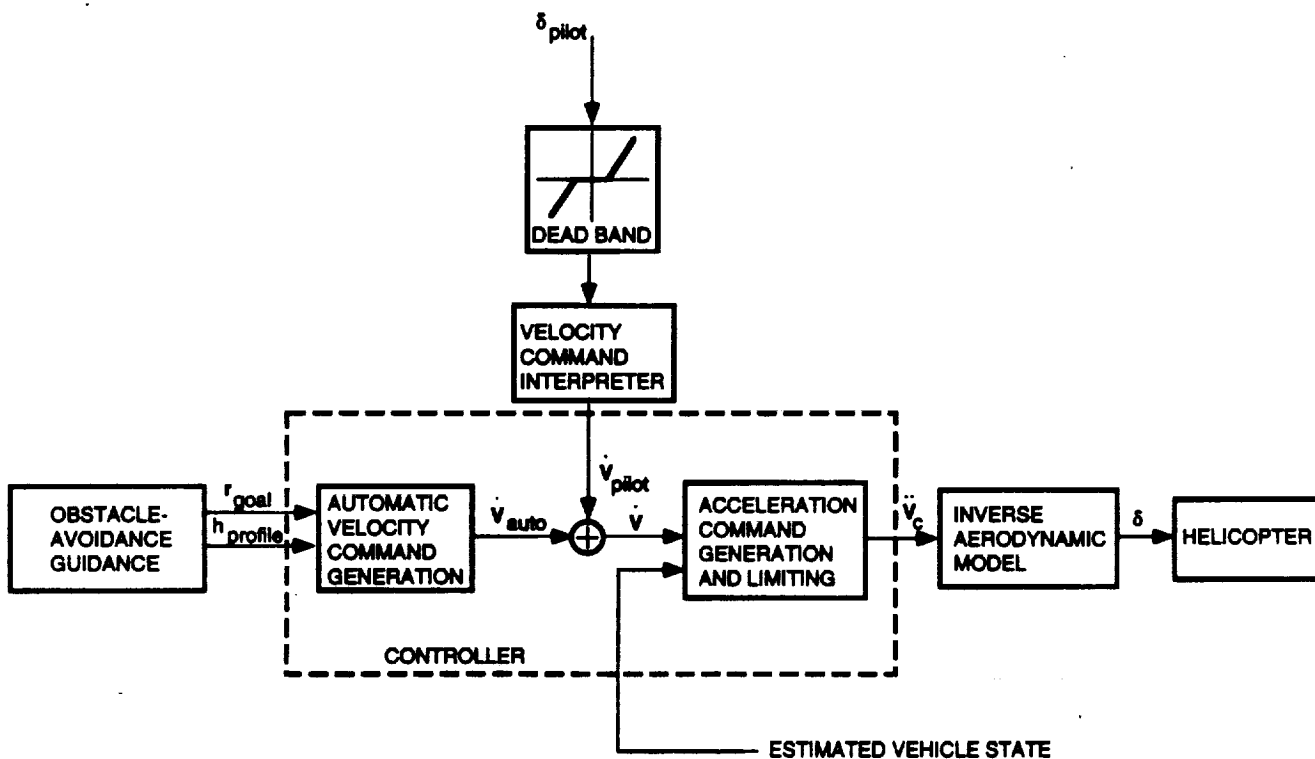 δpilot
DEAD BAND
VELOCITY
COMMAND
INTERPRETER
V̇pilot
OBSTACLE-
AVOIDANCE
GUIDANCE
rgoal
hprofile
AUTOMATIC
VELOCITY
COMMAND
GENERATION
V̇auto
+
V̇
ACCELERATION
COMMAND
GENERATION
AND LIMITING
V̈c
INVERSE
AERODYNAMIC
MODEL
δ
HELICOPTER
CONTROLLER
ESTIMATED VEHICLE STATE